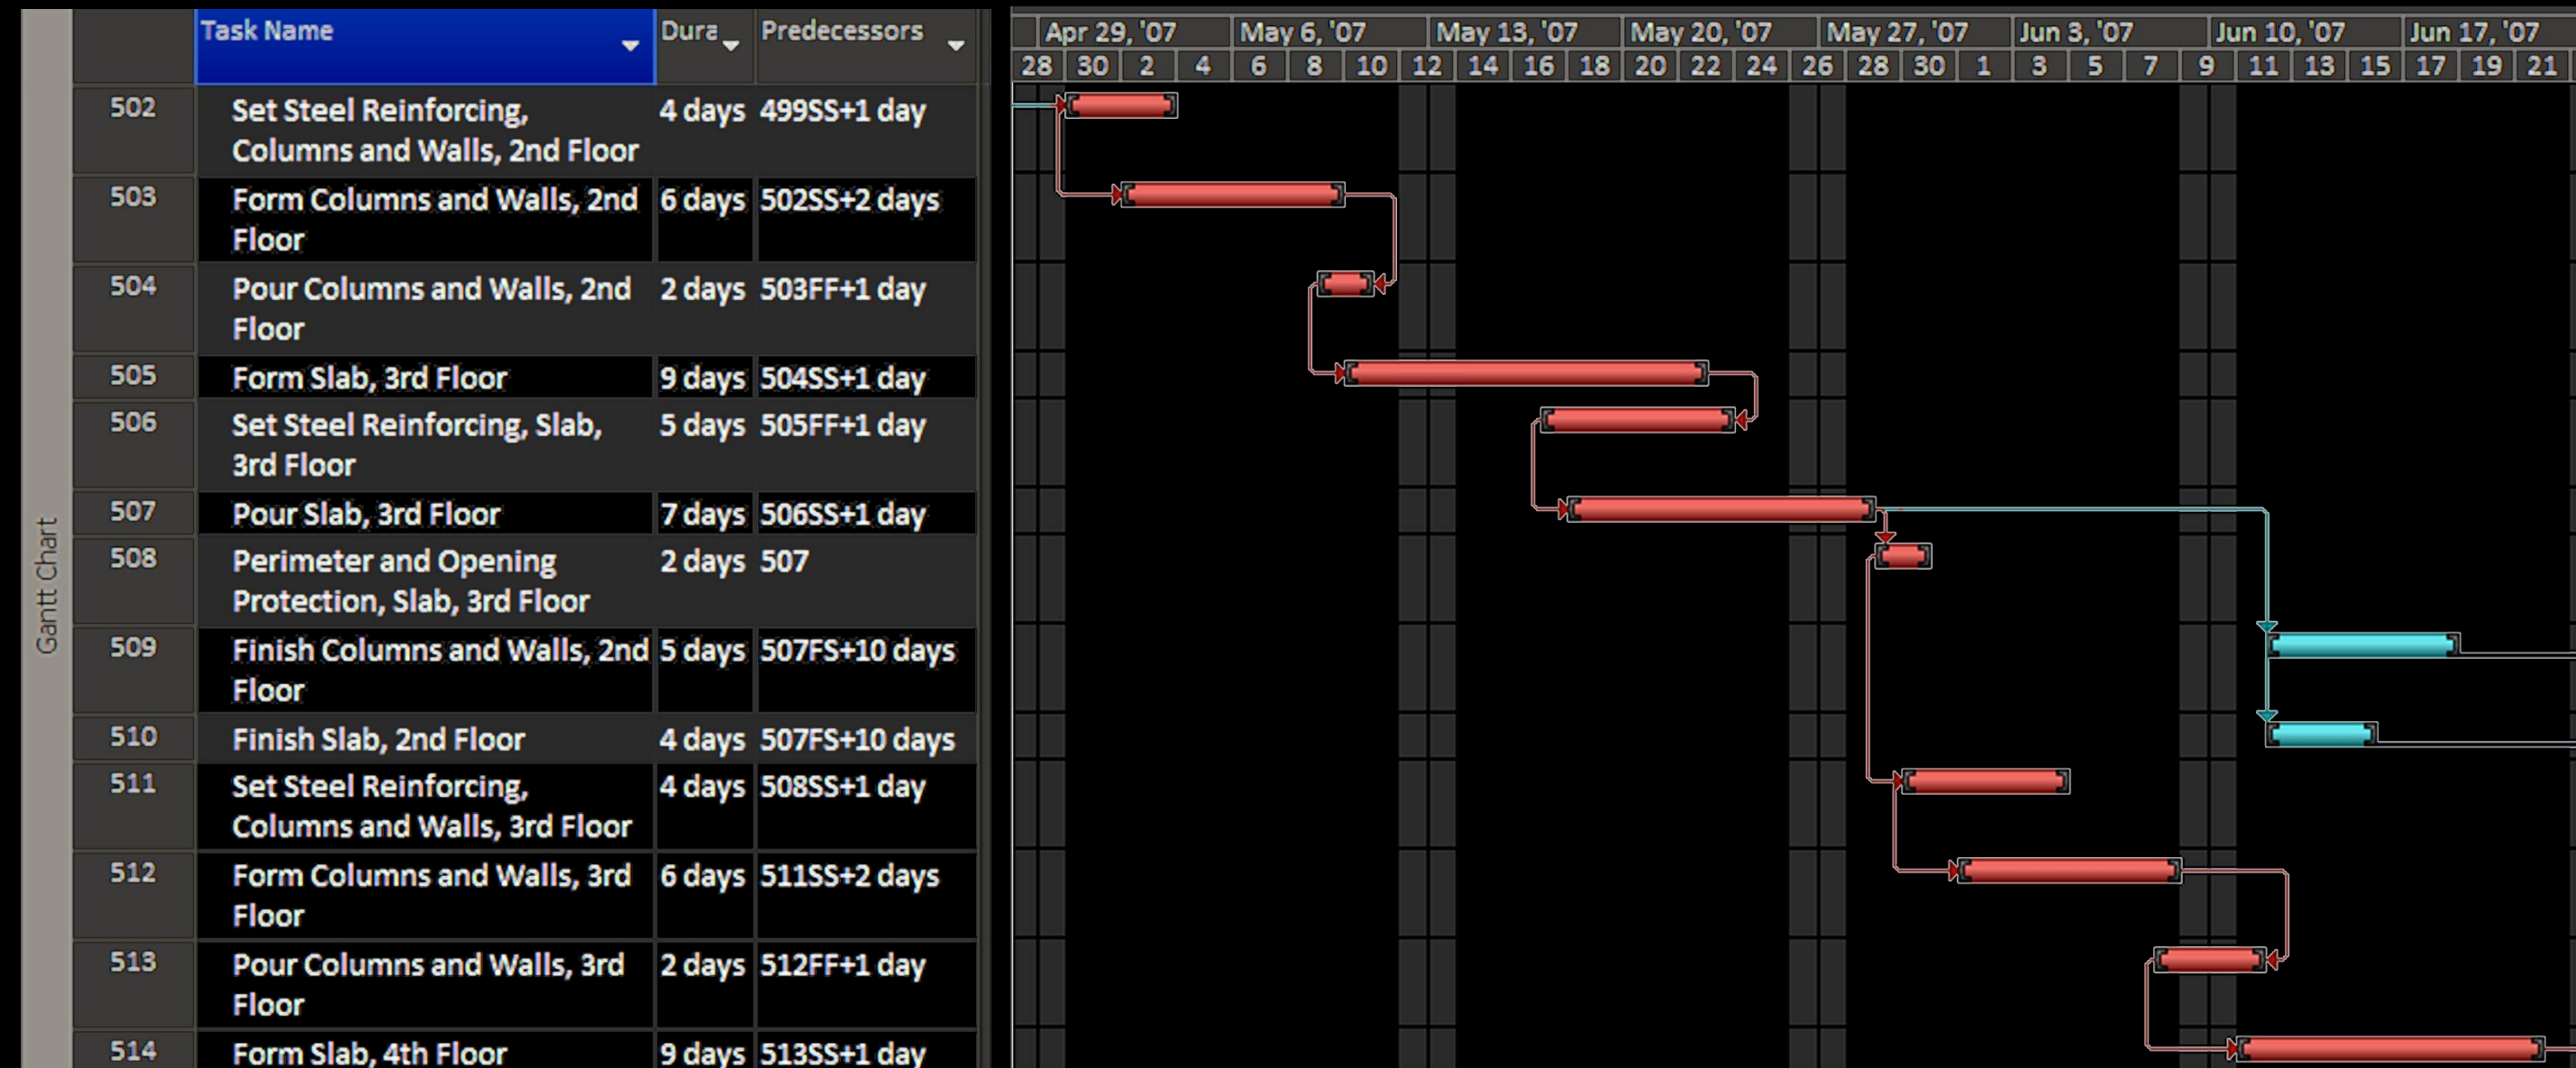 Task Name Dura Predecessors
Apr 29, '07 May 6, '07 May 13, '07 May 20, '07 May 27, '07 Jun 3, '07 Jun 10, '07 Jun 17, '07
28 30 2 4 6 8 10 12 14 16 18 20 22 24 26 28 30 1 3 5 7 9 11 13 15 17 19 21
502 Set Steel Reinforcing, 4 days 499SS+1 day
Columns and Walls, 2nd Floor
503 Form Columns and Walls, 2nd 6 days 502SS+2 days
Floor
504 Pour Columns and Walls, 2nd 2 days 503FF+1 day
Floor
505 Form Slab, 3rd Floor 9 days 504SS+1 day
506 Set Steel Reinforcing, Slab, 5 days 505FF+1 day
3rd Floor
507 Pour Slab, 3rd Floor 7 days 506SS+1 day
508 Perimeter and Opening 2 days 507
Protection, Slab, 3rd Floor
509 Finish Columns and Walls, 2nd 5 days 507FS+10 days
Floor
510 Finish Slab, 2nd Floor 4 days 507FS+10 days
511 Set Steel Reinforcing, 4 days 508SS+1 day
Columns and Walls, 3rd Floor
512 Form Columns and Walls, 3rd 6 days 511SS+2 days
Floor
513 Pour Columns and Walls, 3rd 2 days 512FF+1 day
Floor
514 Form Slab, 4th Floor 9 days 513SS+1 day
Gantt Chart